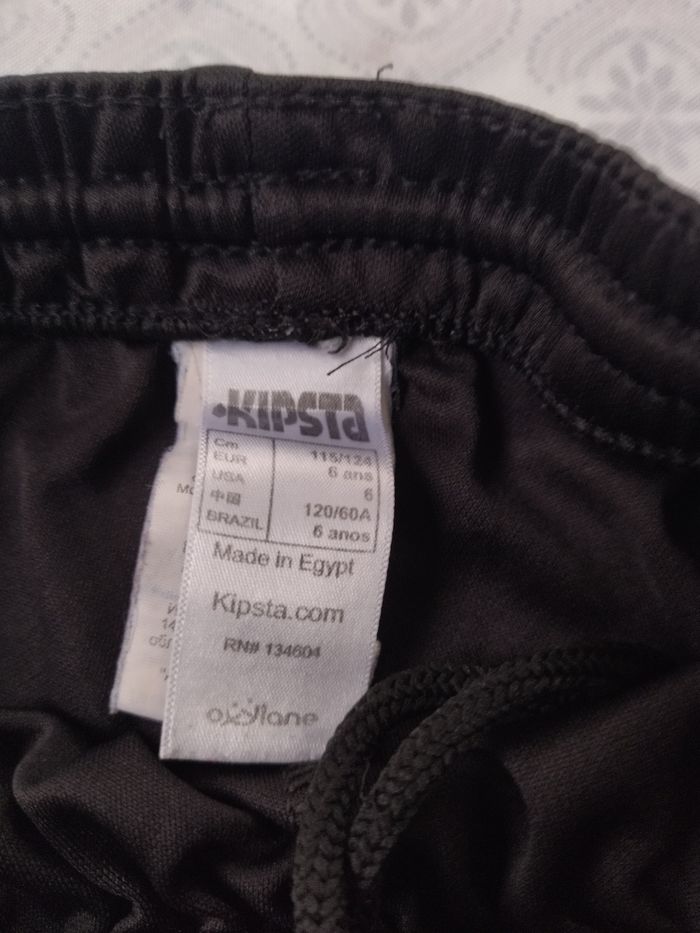 KIPSTA
Cm 115/124
EUR 6 ans
USA 6
中国 120/60A
BRAZIL 6 anos
Made in Egypt
Kipsta.com
RN# 134604
oxylane